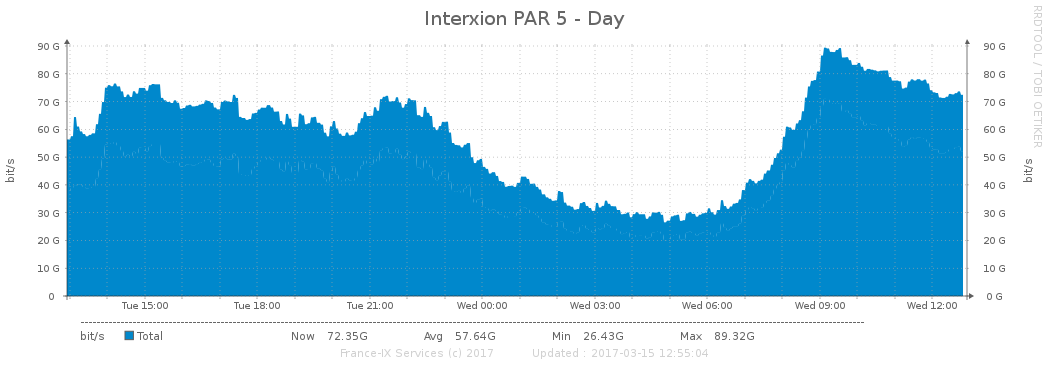 Interxion PAR 5 - Day
RRDTOOL / TOBI OETIKER
bit/s
90 G
80 G
70 G
60 G
50 G
40 G
30 G
20 G
10 G
0
90 G
80 G
70 G
60 G
50 G
40 G
30 G
20 G
10 G
0 G
bit/s
Tue 15:00 Tue 18:00 Tue 21:00 Wed 00:00 Wed 03:00 Wed 06:00 Wed 09:00 Wed 12:00
bit/s Total Now 72.35G Avg 57.64G Min 26.43G Max 89.32G
France-IX Services (c) 2017 Updated : 2017-03-15 12:55:04